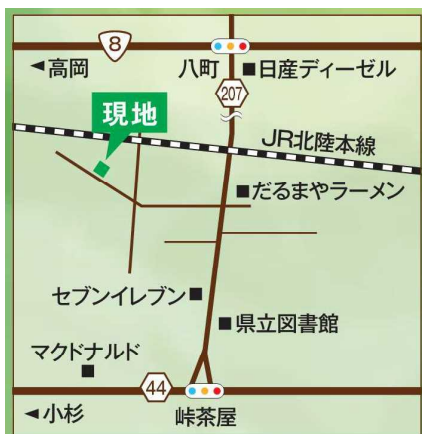 8
◀高岡
八町
■日産ディーゼル
207
現地
JR北陸本線
■だるまやラーメン
セブンイレブン■
■県立図書館
マクドナルド
44
◀小杉
峠茶屋